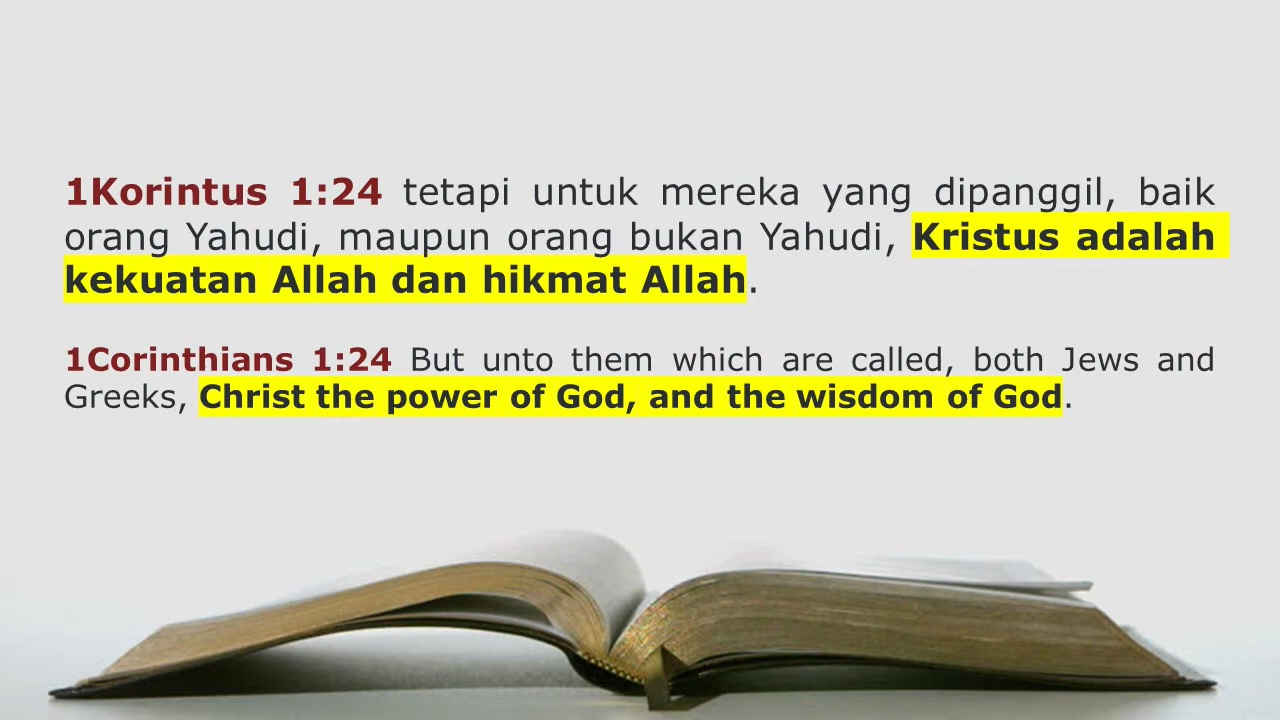 1Korintus 1:24 tetapi untuk mereka yang dipanggil, baik
orang Yahudi, maupun orang bukan Yahudi, Kristus adalah
kekuatan Allah dan hikmat Allah.
1Corinthians 1:24 But unto them which are called, both Jews and
Greeks, Christ the power of God, and the wisdom of God.